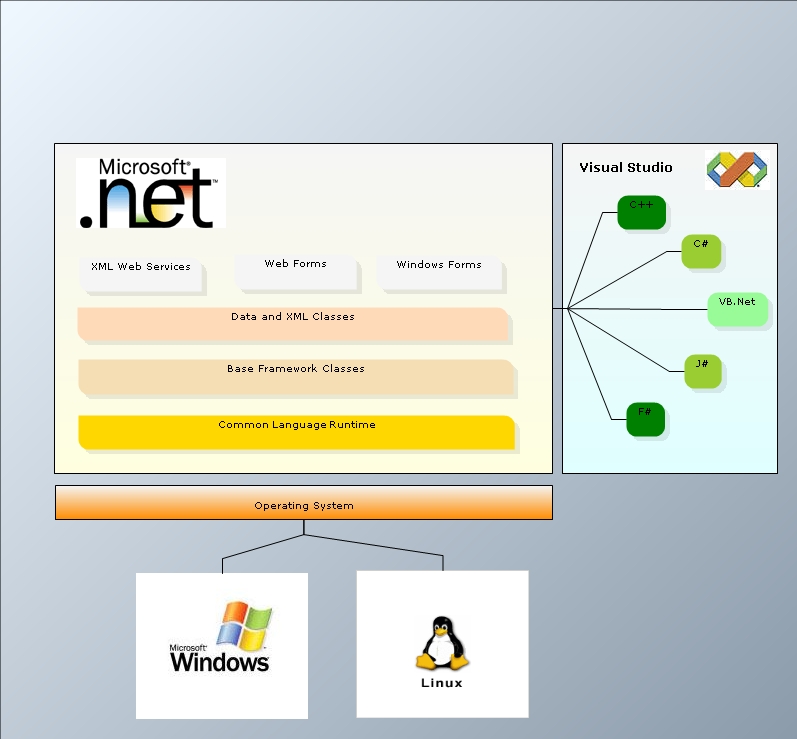 Microsoft®
.net™
Visual Studio
C++
C#
VB.Net
J#
F#
XML Web Services
Web Forms
Windows Forms
Data and XML Classes
Base Framework Classes
Common Language Runtime
Operating System
Microsoft®
Windows
Linux